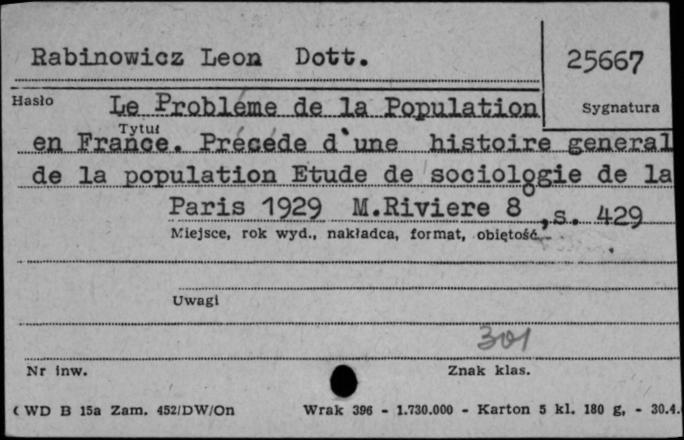 Rabinowicz Leon Dott.
25667
Hasło
Le Probléme de la Population
Sygnatura
Tytuł
en France. Précéde d'une histoire general
de la population Etude de sociologie de la
Paris 1929 M.Riviere 8 ,s. 429
Miejsce, rok wyd., nakładca, format, objętość
Uwagi
301
Nr inw.
Znak klas.
WD B 15a Zam. 452/DW/On Wrak 396 - 1.730.000 - Karton 5 kl. 180 g, - 30.4.